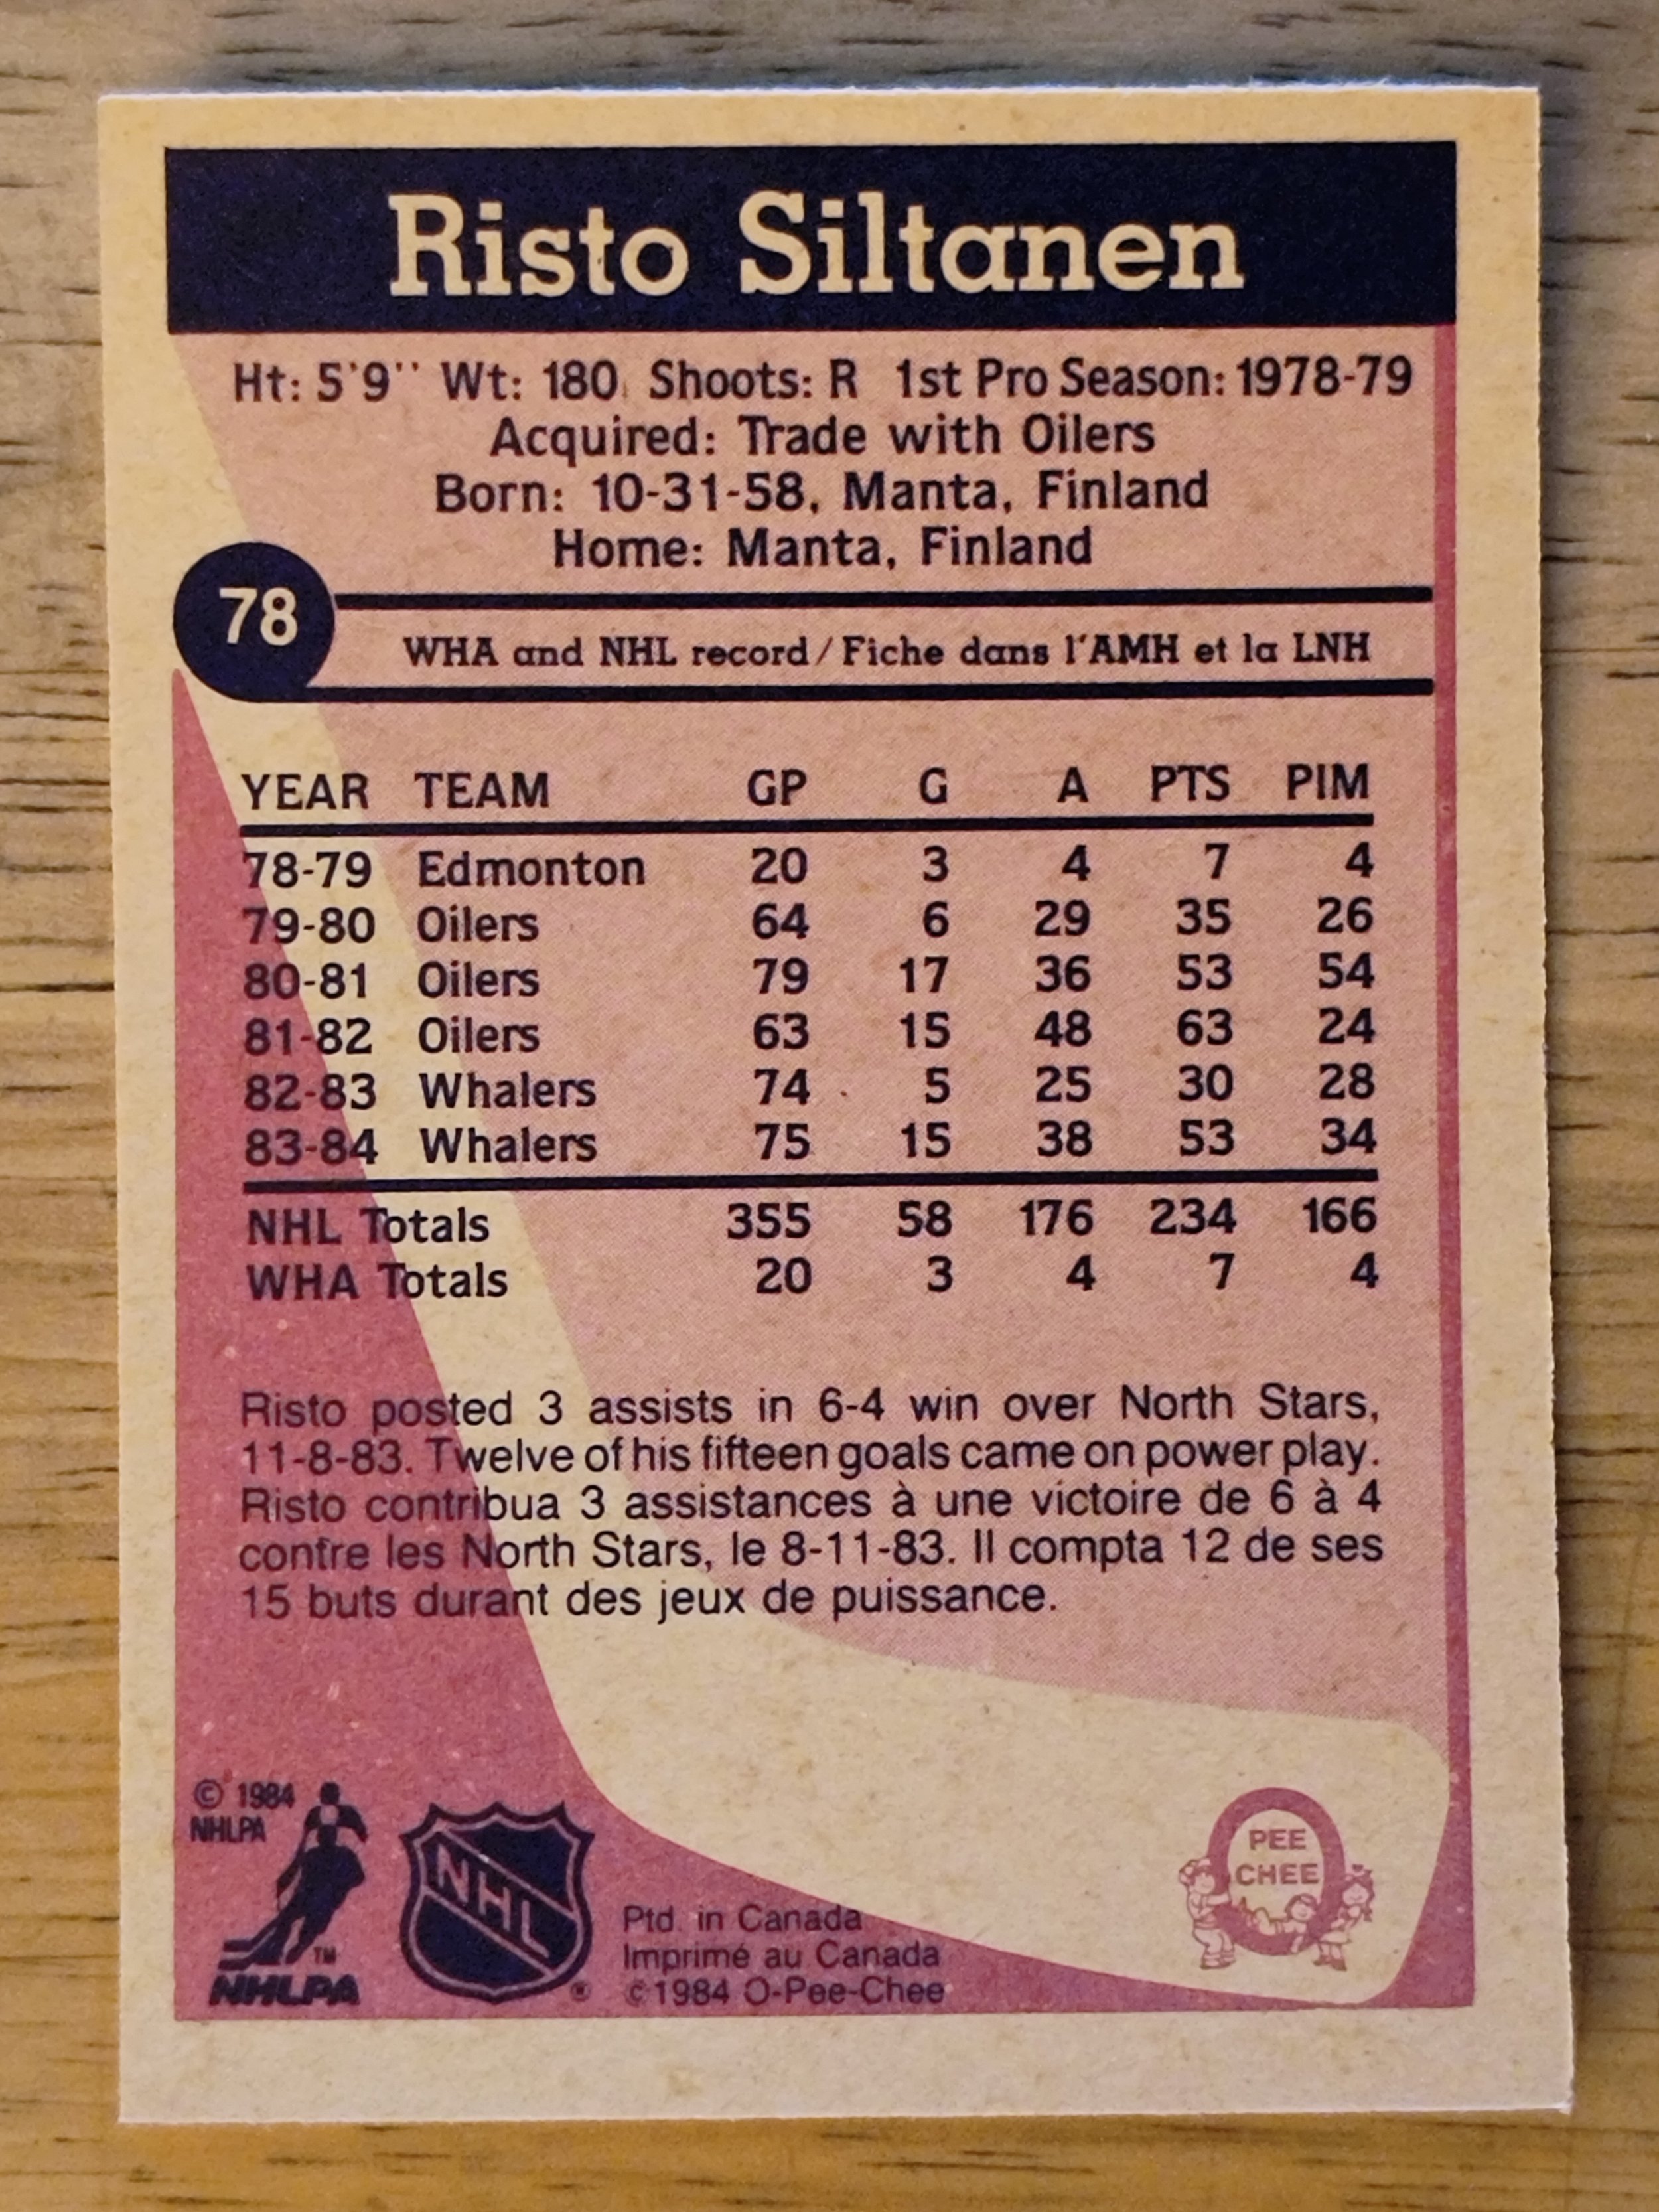 Risto Siltanen
Ht: 5'9'' Wt: 180 Shoots: R 1st Pro Season: 1978-79
Acquired: Trade with Oilers
Born: 10-31-58, Manta, Finland
Home: Manta, Finland
78
WHA and NHL record/Fiche dans l'AMH et la LNH
YEAR TEAM GP G A PTS PIM
78-79 Edmonton 20 3 4 7 4
79-80 Oilers 64 6 29 35 26
80-81 Oilers 79 17 36 53 54
81-82 Oilers 63 15 48 63 24
82-83 Whalers 74 5 25 30 28
83-84 Whalers 75 15 38 53 34
NHL Totals 355 58 176 234 166
WHA Totals 20 3 4 7 4
Risto posted 3 assists in 6-4 win over North Stars,
11-8-83. Twelve of his fifteen goals came on power play.
Risto contribua 3 assistances à une victoire de 6 à 4
contre les North Stars, le 8-11-83. Il compta 12 de ses
15 buts durant des jeux de puissance.
© 1984
NHLPA
TM
NHLPA
NHL
®
Ptd. in Canada
Imprimé au Canada
©1984 O-Pee-Chee
PEE
CHEE